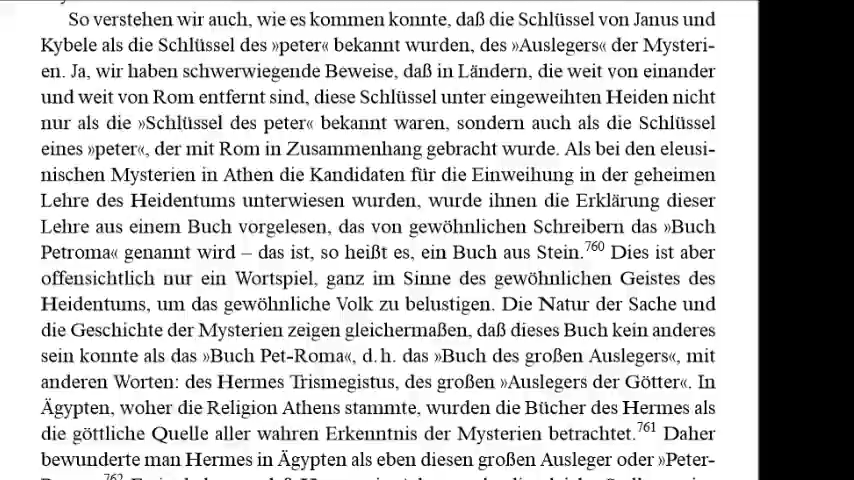 So verstehen wir auch, wie es kommen konnte, daß die Schlüssel von Janus und
Kybele als die Schlüssel des »peter« bekannt wurden, des »Auslegers« der Mysteri-
en. Ja, wir haben schwerwiegende Beweise, daß in Ländern, die weit von einander
und weit von Rom entfernt sind, diese Schlüssel unter eingeweihten Heiden nicht
nur als die »Schlüssel des peter« bekannt waren, sondern auch als die Schlüssel
eines »peter«, der mit Rom in Zusammenhang gebracht wurde. Als bei den eleusi-
nischen Mysterien in Athen die Kandidaten für die Einweihung in der geheimen
Lehre des Heidentums unterwiesen wurden, wurde ihnen die Erklärung dieser
Lehre aus einem Buch vorgelesen, das von gewöhnlichen Schreibern das »Buch
Petroma« genannt wird – das ist, so heißt es, ein Buch aus Stein.760 Dies ist aber
offensichtlich nur ein Wortspiel, ganz im Sinne des gewöhnlichen Geistes des
Heidentums, um das gewöhnliche Volk zu belustigen. Die Natur der Sache und
die Geschichte der Mysterien zeigen gleichermaßen, daß dieses Buch kein anderes
sein konnte als das »Buch Pet-Roma«, d. h. das »Buch des großen Auslegers«, mit
anderen Worten: des Hermes Trismegistus, des großen »Auslegers der Götter«. In
Ägypten, woher die Religion Athens stammte, wurden die Bücher des Hermes als
die göttliche Quelle aller wahren Erkenntnis der Mysterien betrachtet.761 Daher
bewunderte man Hermes in Ägypten als eben diesen großen Ausleger oder »Peter-
762